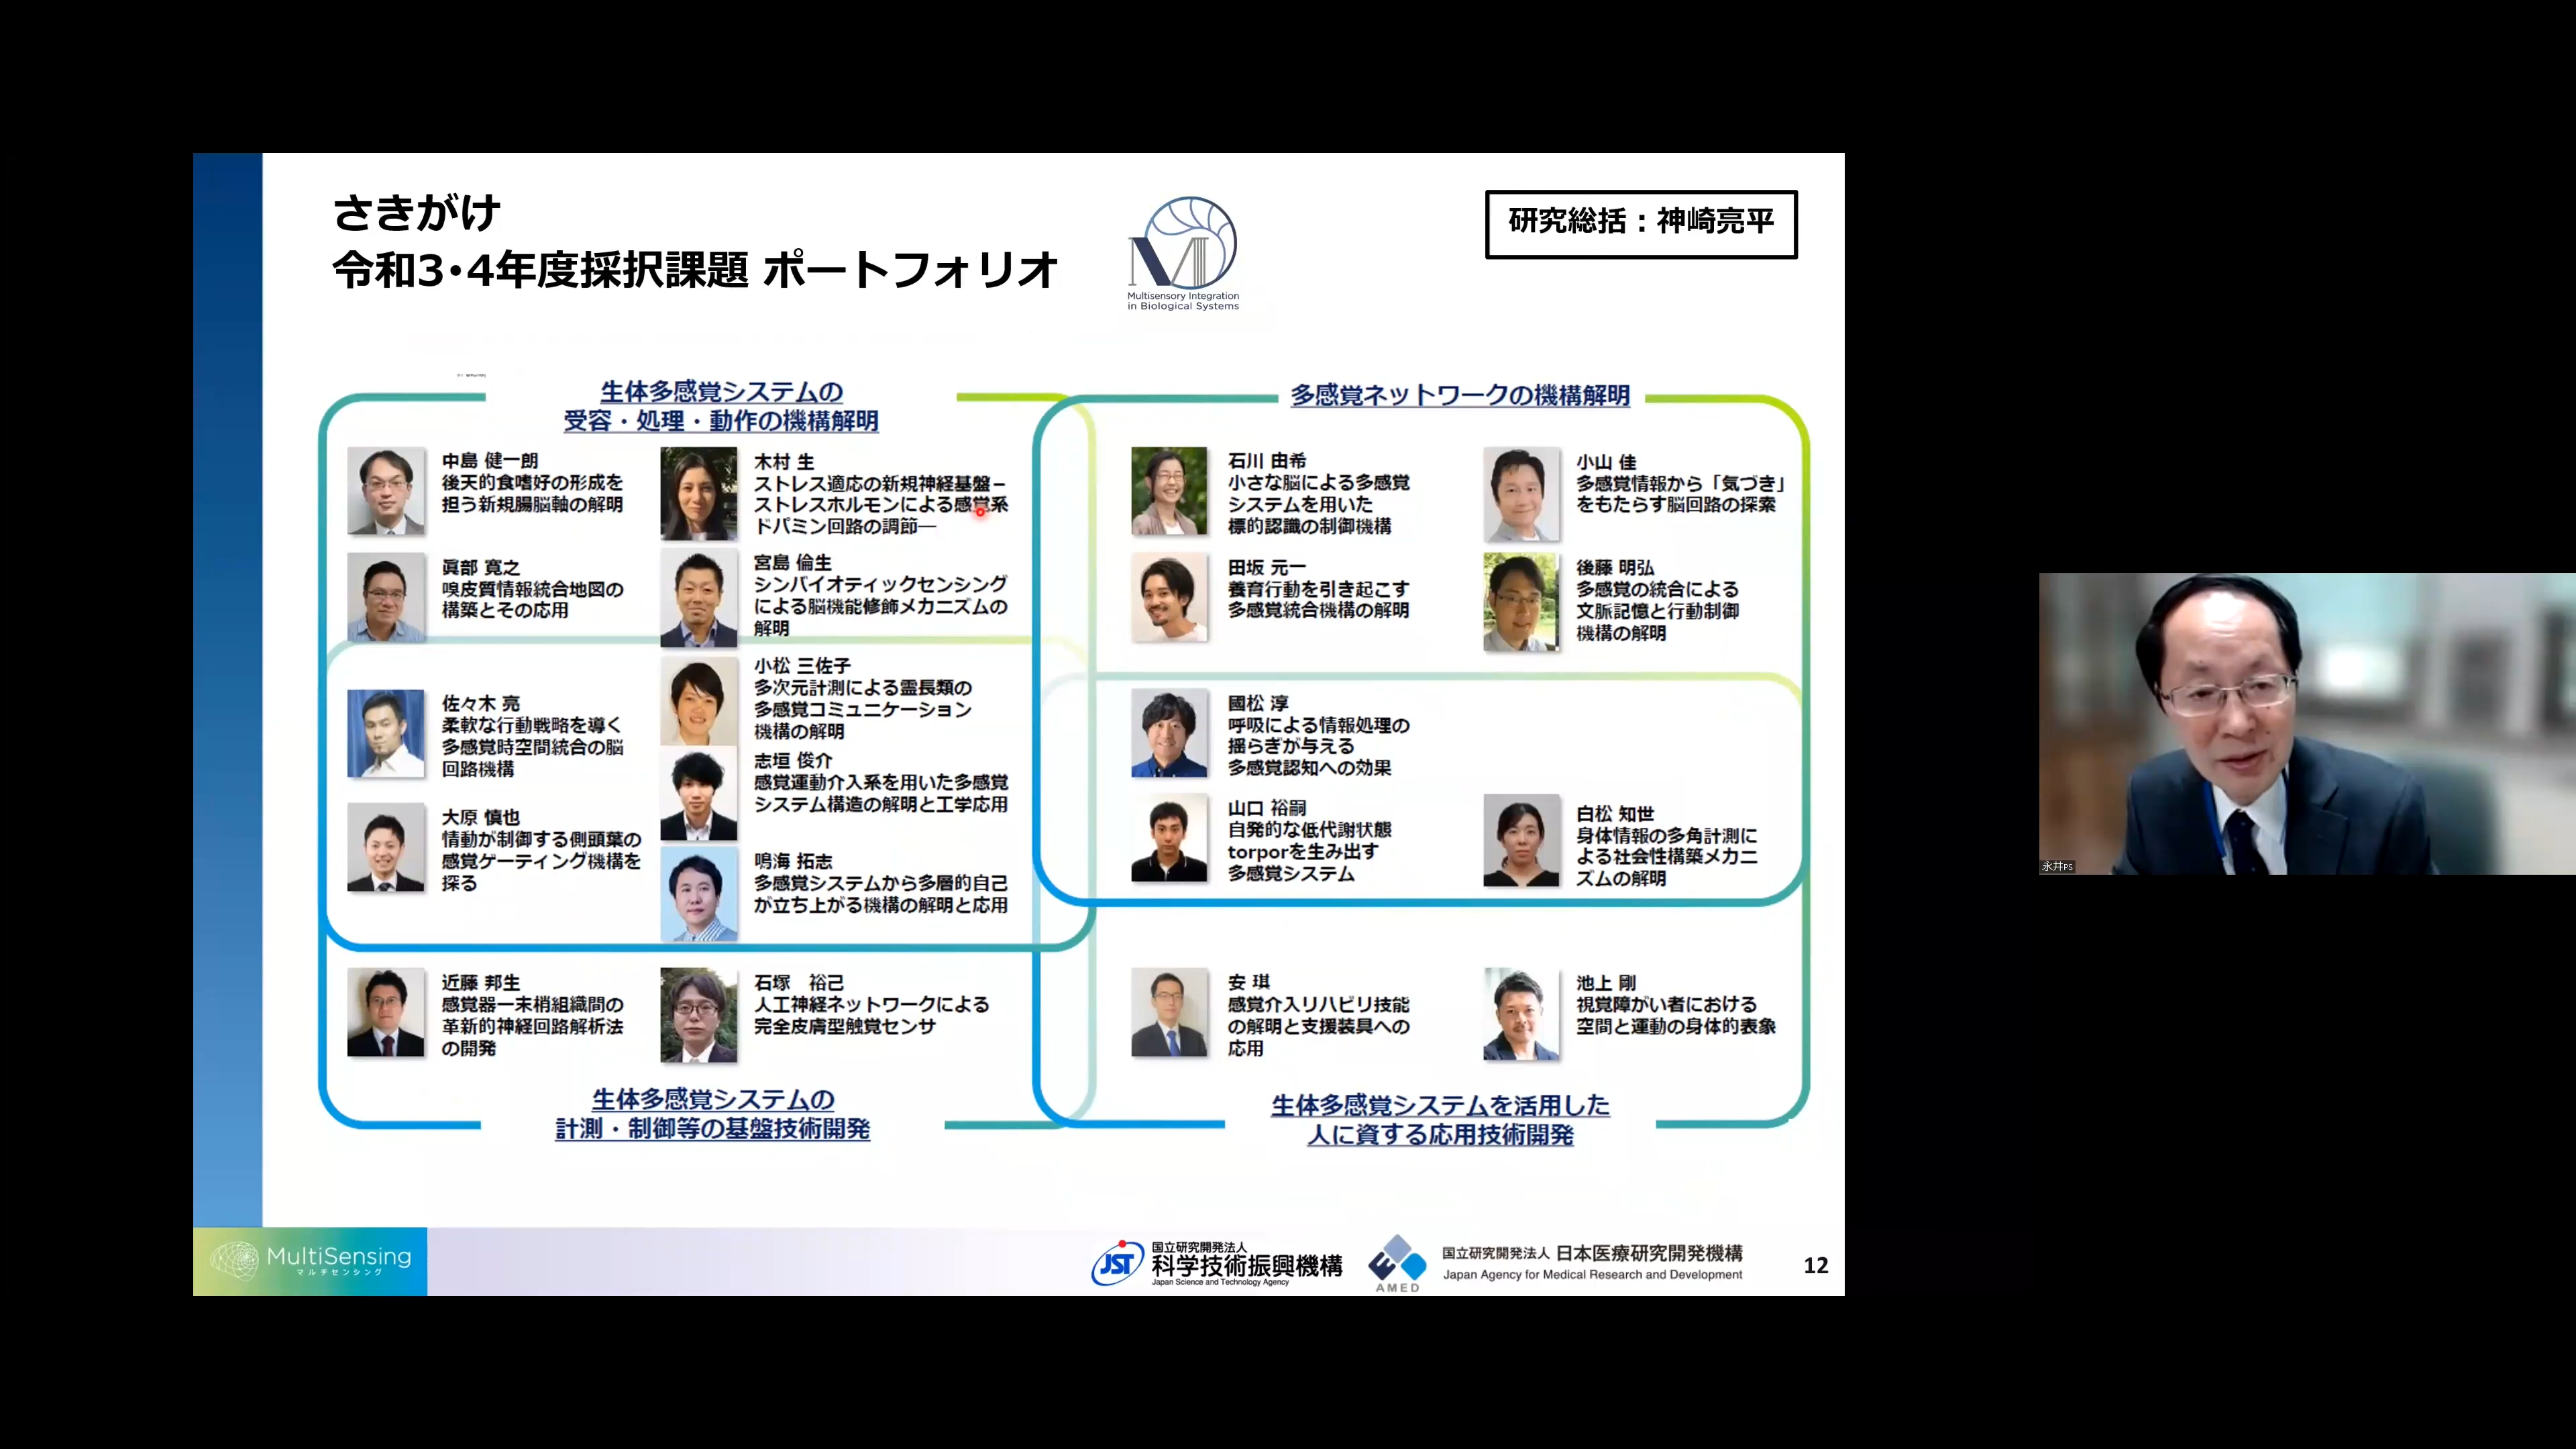 さきがけ
令和3・4年度採択課題 ポートフォリオ
Multisensory Integration
in Biological Systems
研究総括：神崎亮平
生体多感覚システムの
受容・処理・動作の機構解明
中島 健一朗
後天的食嗜好の形成を
担う新規腸脳軸の解明
木村 生
ストレス適応の新規神経基盤－
ストレスホルモンによる感覚系
ドパミン回路の調節―
眞部 寛之
嗅皮質情報統合地図の
構築とその応用
宮島 倫生
シンバイオティックセンシング
による脳機能修飾メカニズムの
解明
佐々木 亮
柔軟な行動戦略を導く
多感覚時空間統合の脳
回路機構
小松 三佐子
多次元計測による霊長類の
多感覚コミュニケーション
機構の解明
志垣 俊介
感覚運動介入系を用いた多感覚
システム構造の解明と工学応用
大原 慎也
情動が制御する側頭葉の
感覚ゲーティング機構を
探る
鳴海 拓志
多感覚システムから多層的自己
が立ち上がる機構の解明と応用
近藤 邦生
感覚器ー末梢組織間の
革新的神経回路解析法
の開発
石塚　裕己
人工神経ネットワークによる
完全皮膚型触覚センサ
生体多感覚システムの
計測・制御等の基盤技術開発
多感覚ネットワークの機構解明
石川 由希
小さな脳による多感覚
システムを用いた
標的認識の制御機構
小山 佳
多感覚情報から「気づき」
をもたらす脳回路の探索
田坂 元一
養育行動を引き起こす
多感覚統合機構の解明
後藤 明弘
多感覚の統合による
文脈記憶と行動制御
機構の解明
國松 淳
呼吸による情報処理の
揺らぎが与える
多感覚認知への効果
山口 裕嗣
自発的な低代謝状態
torporを生み出す
多感覚システム
白松 知世
身体情報の多角計測に
よる社会性構築メカニ
ズムの解明
安 琪
感覚介入リハビリ技能
の解明と支援装具への
応用
池上 剛
視覚障がい者における
空間と運動の身体的表象
生体多感覚システムを活用した
人に資する応用技術開発
MultiSensing
マルチセンシング
JST
国立研究開発法人
科学技術振興機構
Japan Science and Technology Agency
AMED
国立研究開発法人 日本医療研究開発機構
Japan Agency for Medical Research and Development
12
永井PS